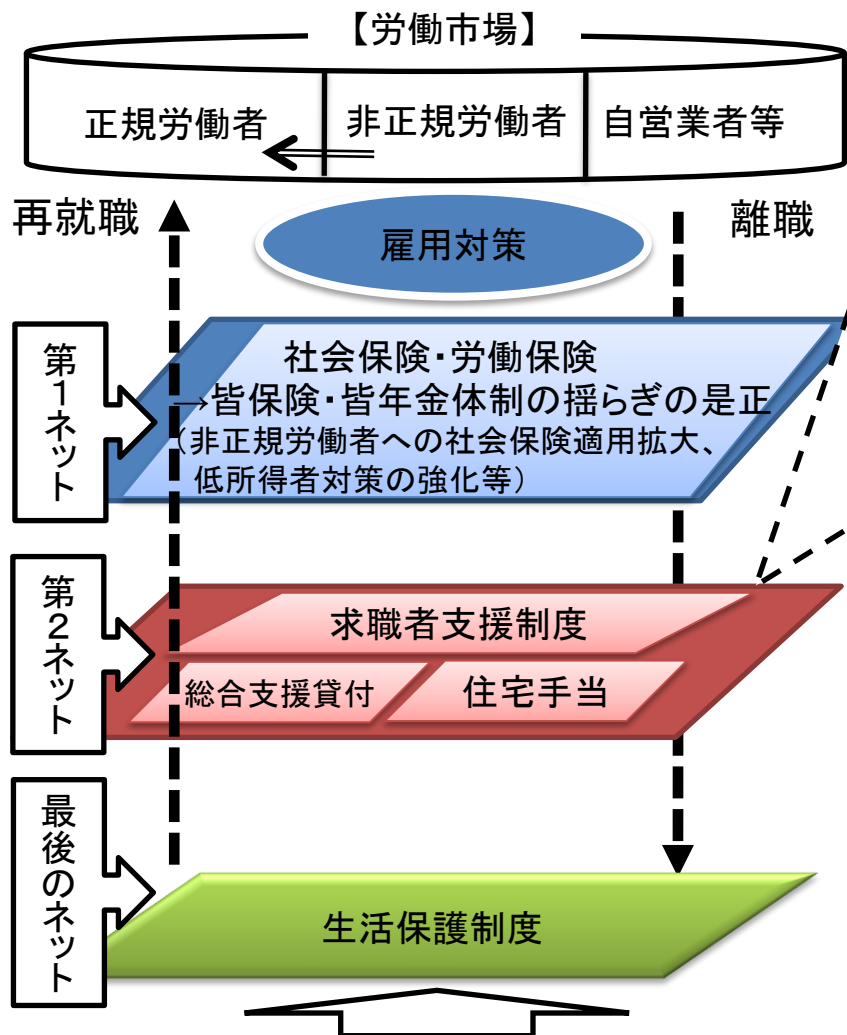 【労働市場】
正規労働者
非正規労働者
自営業者等
再就職
雇用対策
離職
第1ネット
社会保険・労働保険
→皆保険・皆年金体制の揺らぎの是正
（非正規労働者への社会保険適用拡大、
低所得者対策の強化等）
第2ネット
求職者支援制度
総合支援貸付
住宅手当
最後のネット
生活保護制度